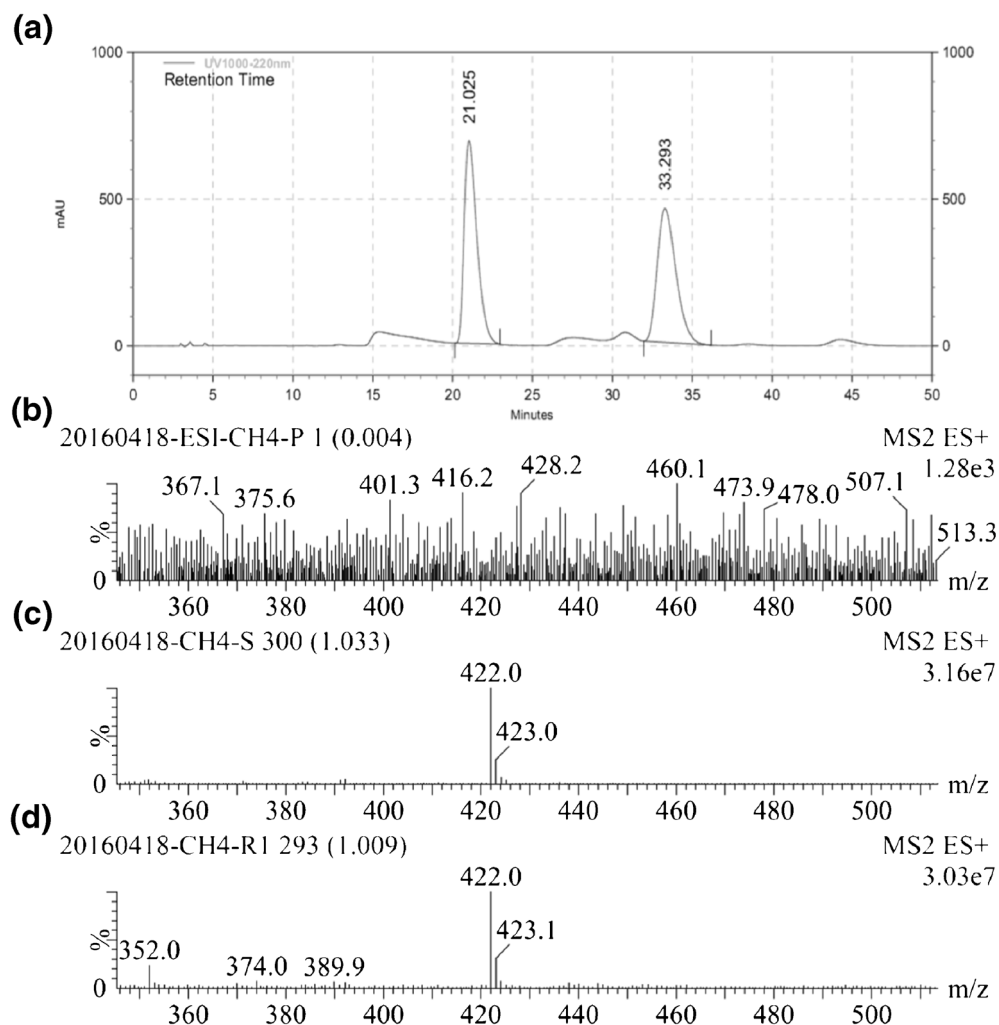 (a)
1000
1000
UV1000-220nm
Retention Time
21.025
33.293
500
500
mAU
0
0
0 5 10 15 20 25 30 35 40 45 50
Minutes
(b)
20160418-ESI-CH4-P 1 (0.004)
MS2 ES+
1.28e3
367.1
375.6
401.3
416.2
428.2
460.1
473.9
478.0
507.1
513.3
%
0
m/z
360 380 400 420 440 460 480 500
(c)
20160418-CH4-S 300 (1.033)
MS2 ES+
3.16e7
422.0
423.0
%
0
m/z
360 380 400 420 440 460 480 500
(d)
20160418-CH4-R1 293 (1.009)
MS2 ES+
3.03e7
422.0
423.1
352.0
374.0
389.9
%
0
m/z
360 380 400 420 440 460 480 500